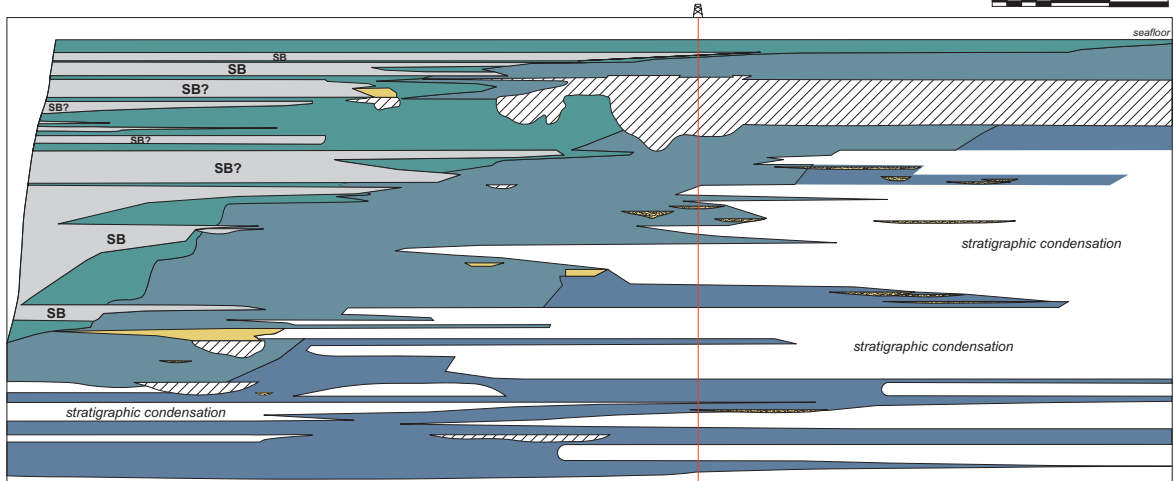 seafloor
SB
SB
SB?
SB?
SB?
SB?
SB
stratigraphic condensation
SB
stratigraphic condensation
stratigraphic condensation